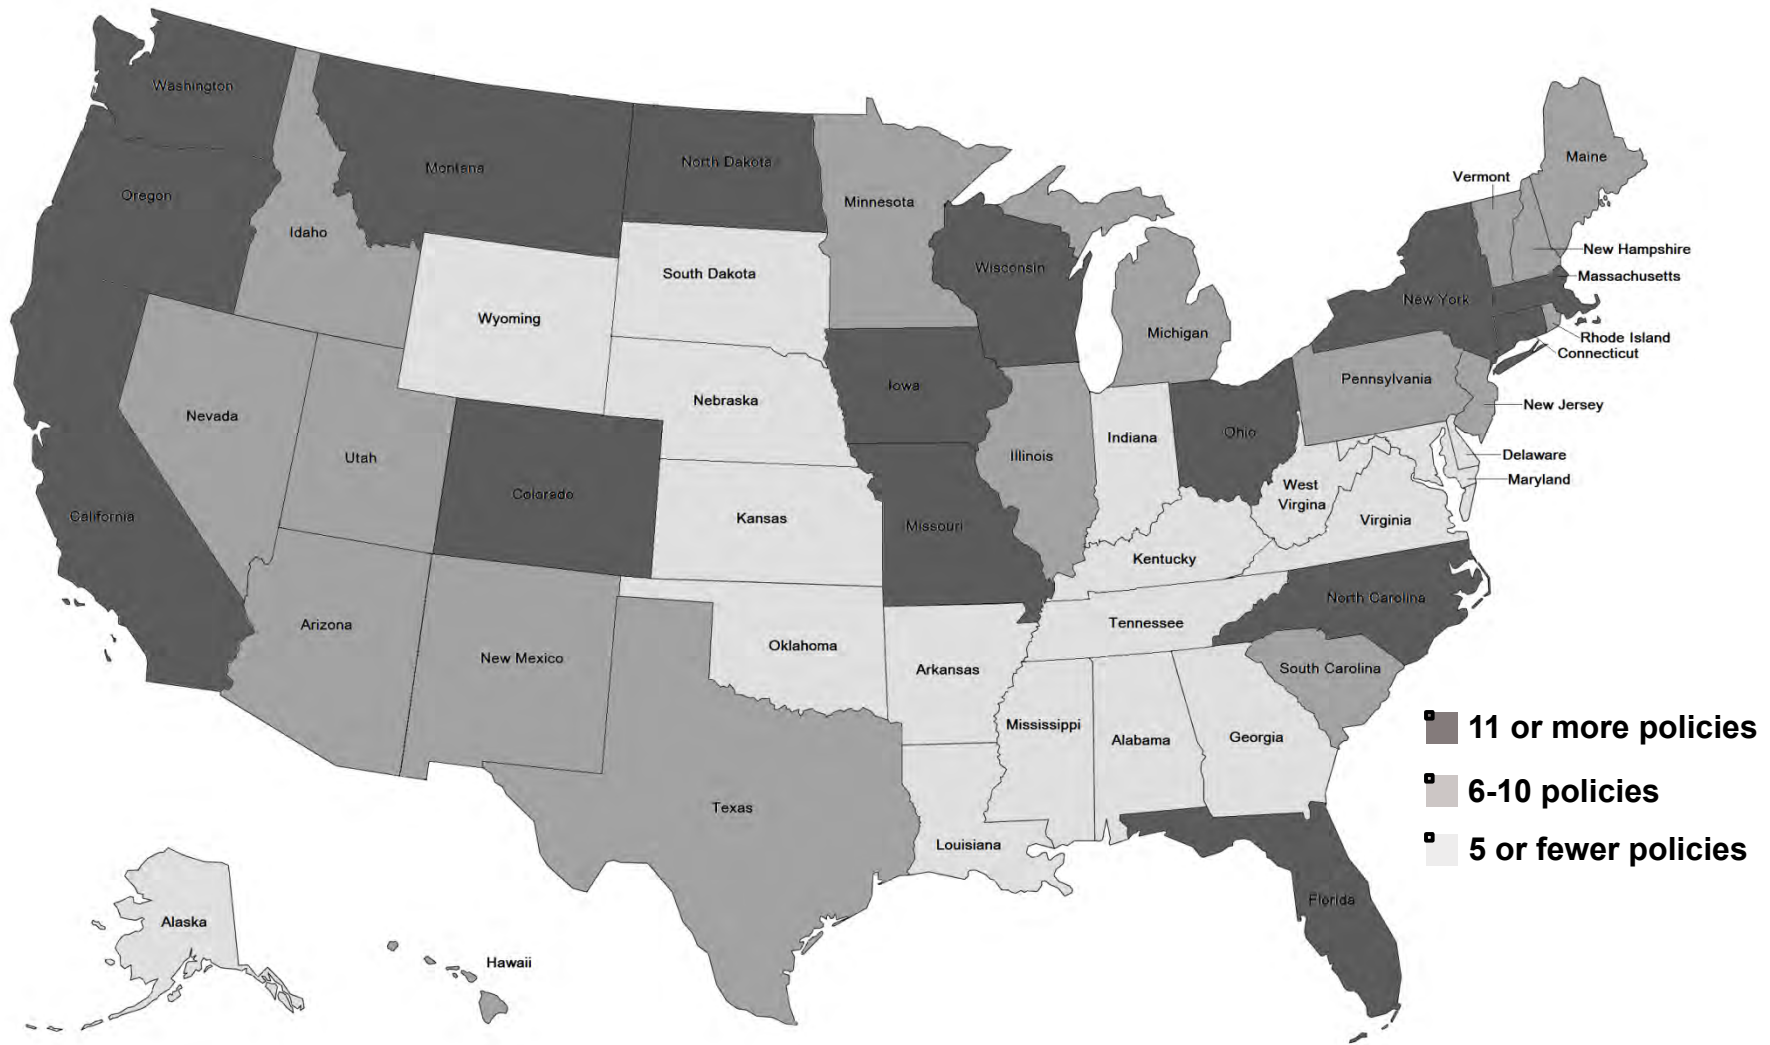 Washington
Montana
North Dakota
Minnesota
Maine
Vermont
Oregon
Idaho
South Dakota
Wisconsin
New Hampshire
Massachusetts
New York
Wyoming
Michigan
Rhode Island
Connecticut
Iowa
Pennsylvania
Nebraska
New Jersey
Nevada
Utah
Colorado
Illinois
Indiana
Ohio
Delaware
Maryland
West
Virgina
California
Kansas
Missouri
Virginia
Kentucky
North Carolina
Arizona
New Mexico
Oklahoma
Tennessee
Arkansas
South Carolina
Mississippi
Alabama
Georgia
11 or more policies
6-10 policies
5 or fewer policies
Texas
Louisiana
Florida
Alaska
Hawaii